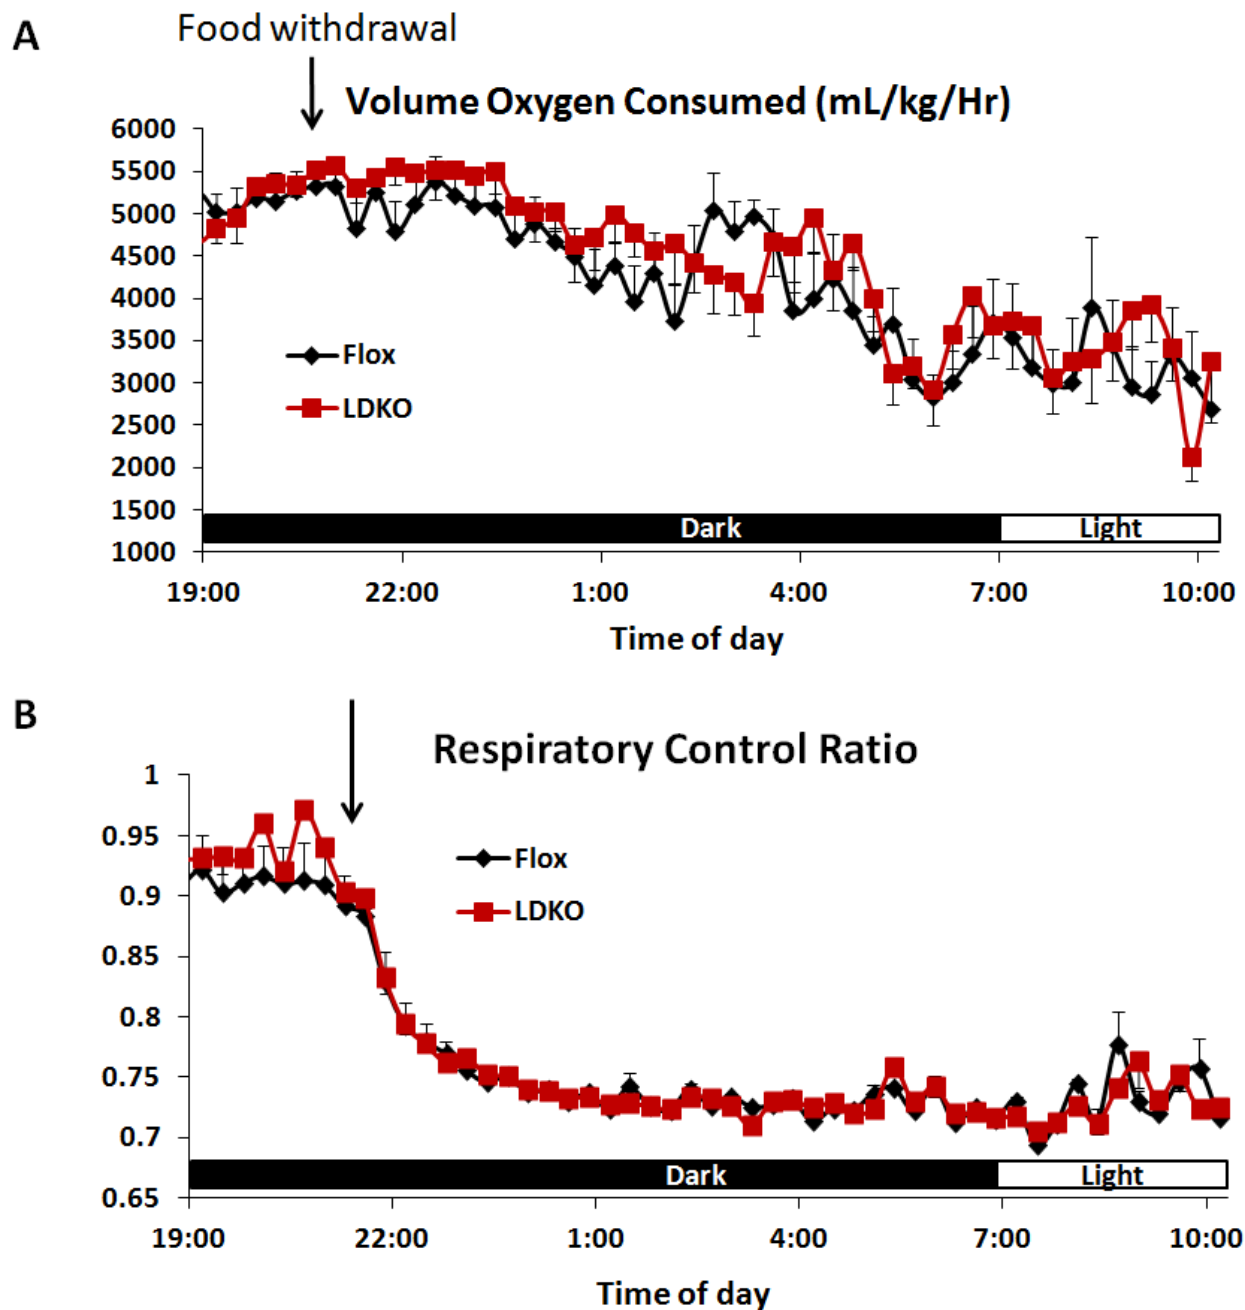 A
Food withdrawal
Volume Oxygen Consumed (mL/kg/Hr)
6000
5500
5000
4500
4000
3500
3000
2500
2000
1500
1000
Flox
LDKO
Dark
Light
19:00
22:00
1:00
4:00
7:00
10:00
Time of day
B
Respiratory Control Ratio
1
0.95
0.9
0.85
0.8
0.75
0.7
0.65
Flox
LDKO
Dark
Light
19:00
22:00
1:00
4:00
7:00
10:00
Time of day